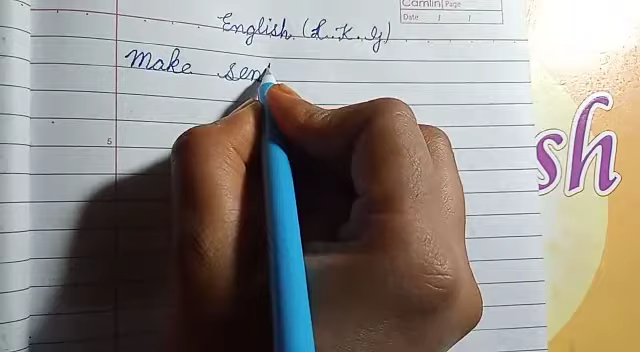 Camlin Page
Date / /
English (L.K.G)
Make sen
5
sh